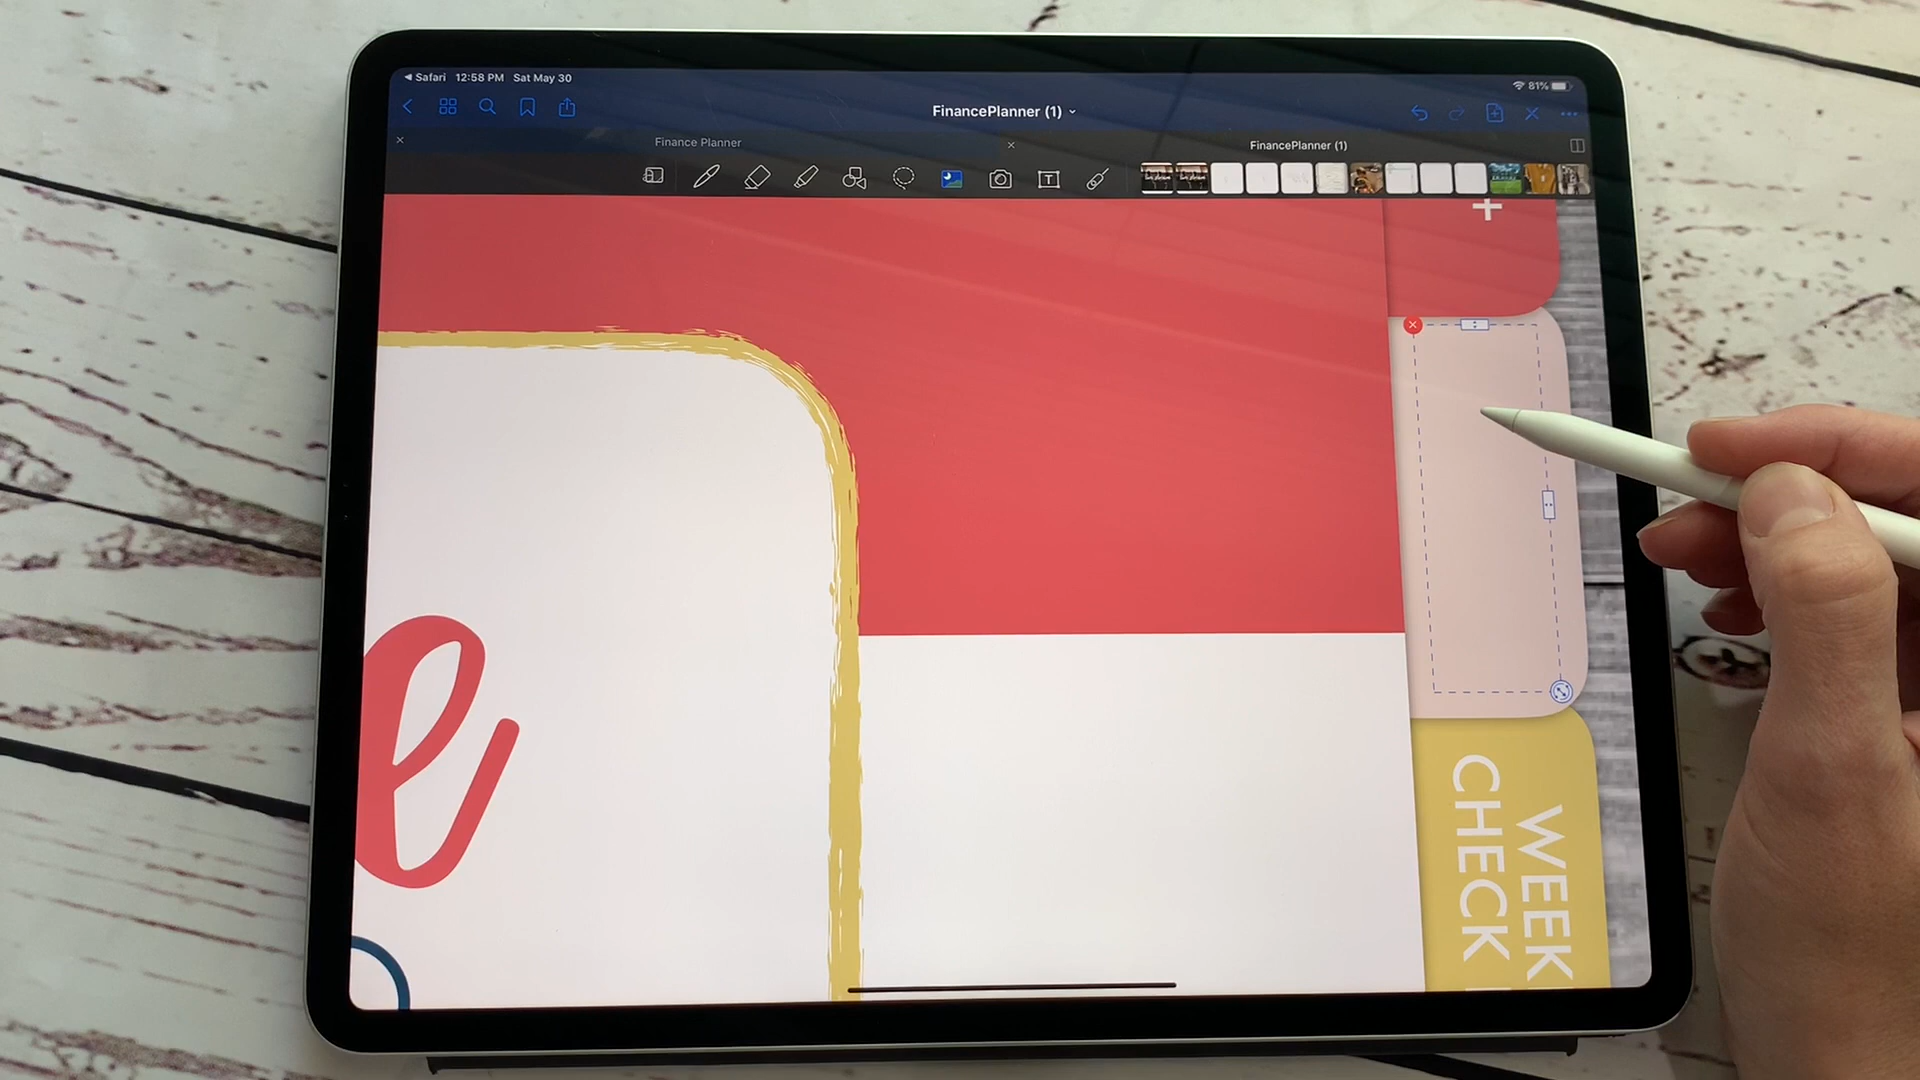 Safari 12:58 PM Sat May 30
81%
FinancePlanner (1)
Finance Planner
FinancePlanner (1)
T
+
e
WEEK
CHECK